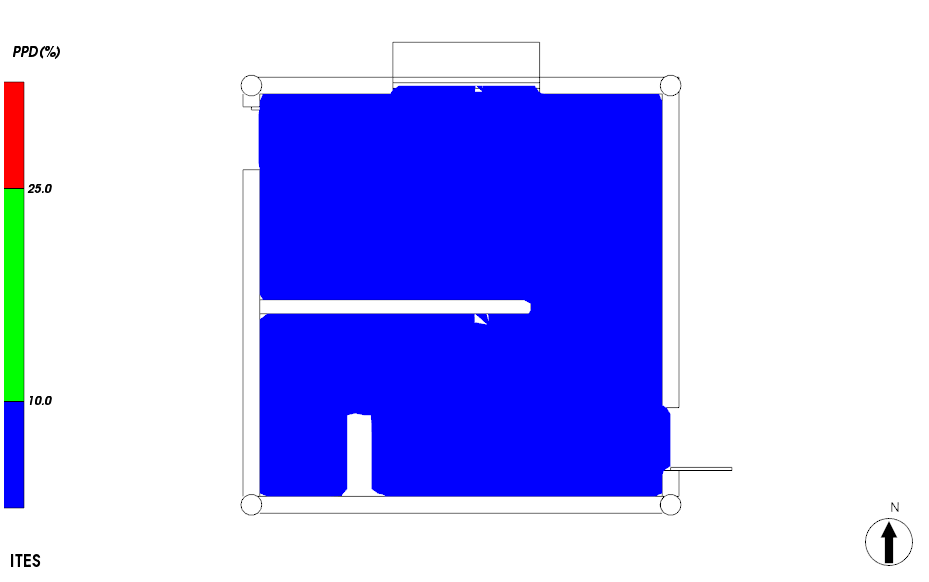 PPD(%)
25.0
10.0
N
ITES